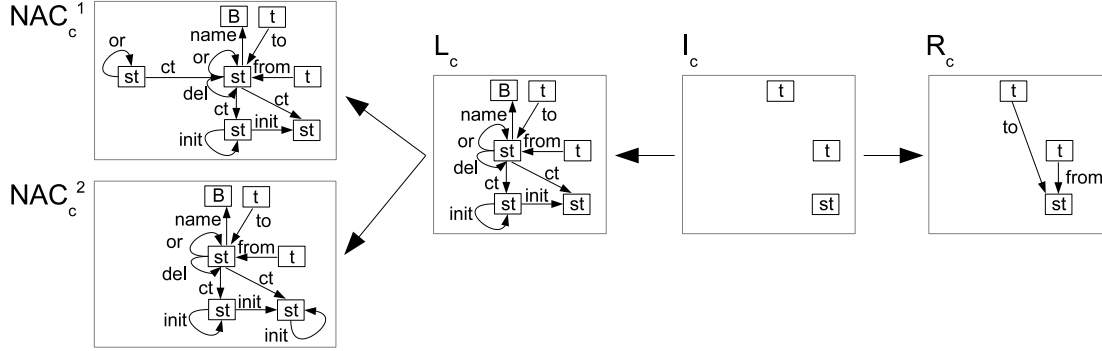 NAC_c^1
B t
name to
or or
st ct st from t
del
ct ct
init st init st
NAC_c^2
B t
name to
or
st from t
del
ct ct
init st init st
init
L_c
B t
name to
or
st from t
del
ct ct
init st init st
I_c
t
t
st
R_c
t
to
t
from
st